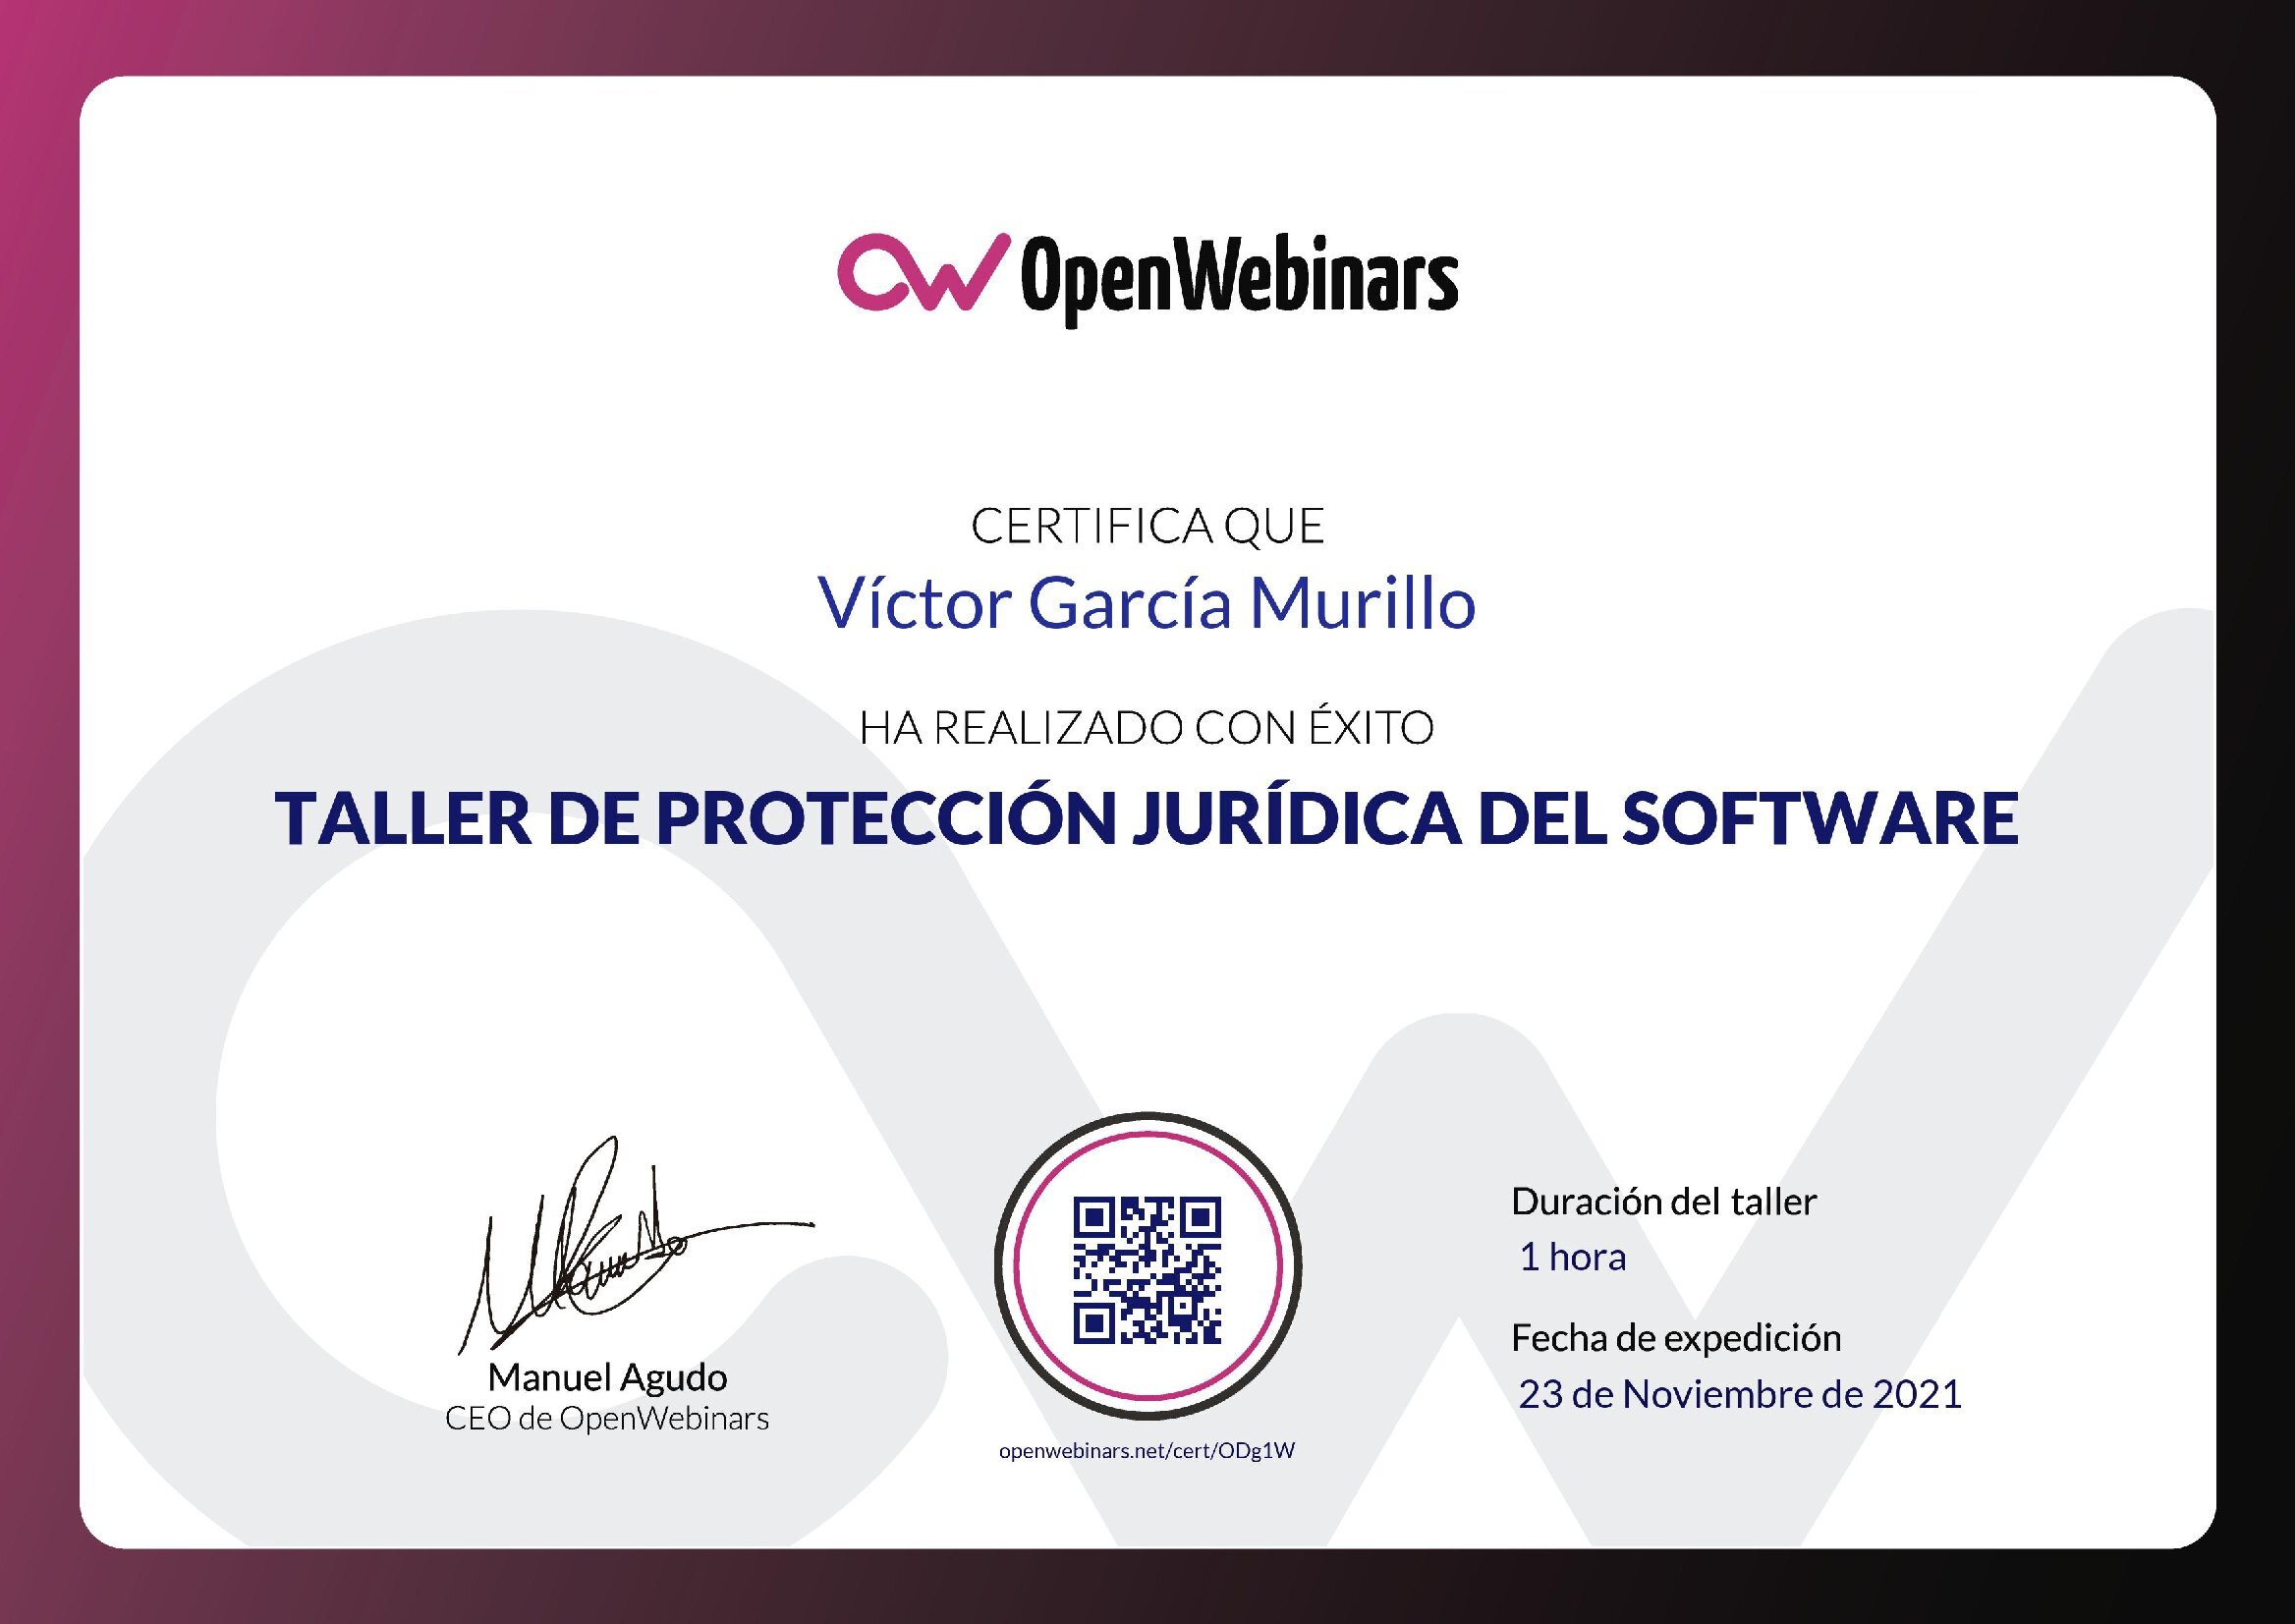 OpenWebinars
CERTIFICA QUE
Víctor García Murillo
HA REALIZADO CON ÉXITO
TALLER DE PROTECCIÓN JURÍDICA DEL SOFTWARE
Manuel Agudo
CEO de OpenWebinars
openwebinars.net/cert/ODg1W
Duración del taller
1 hora
Fecha de expedición
23 de Noviembre de 2021